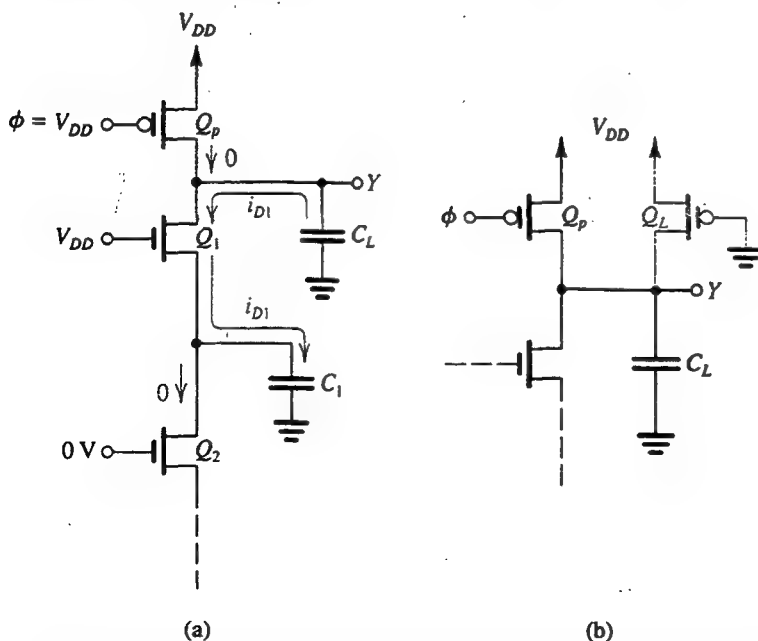 V_DD
ϕ = V_DD
Q_p
0
Y
i_D1
V_DD
Q_1
C_L
i_D1
0
C_1
0 V
Q_2
(a)
V_DD
ϕ
Q_p
Q_L
Y
C_L
(b)